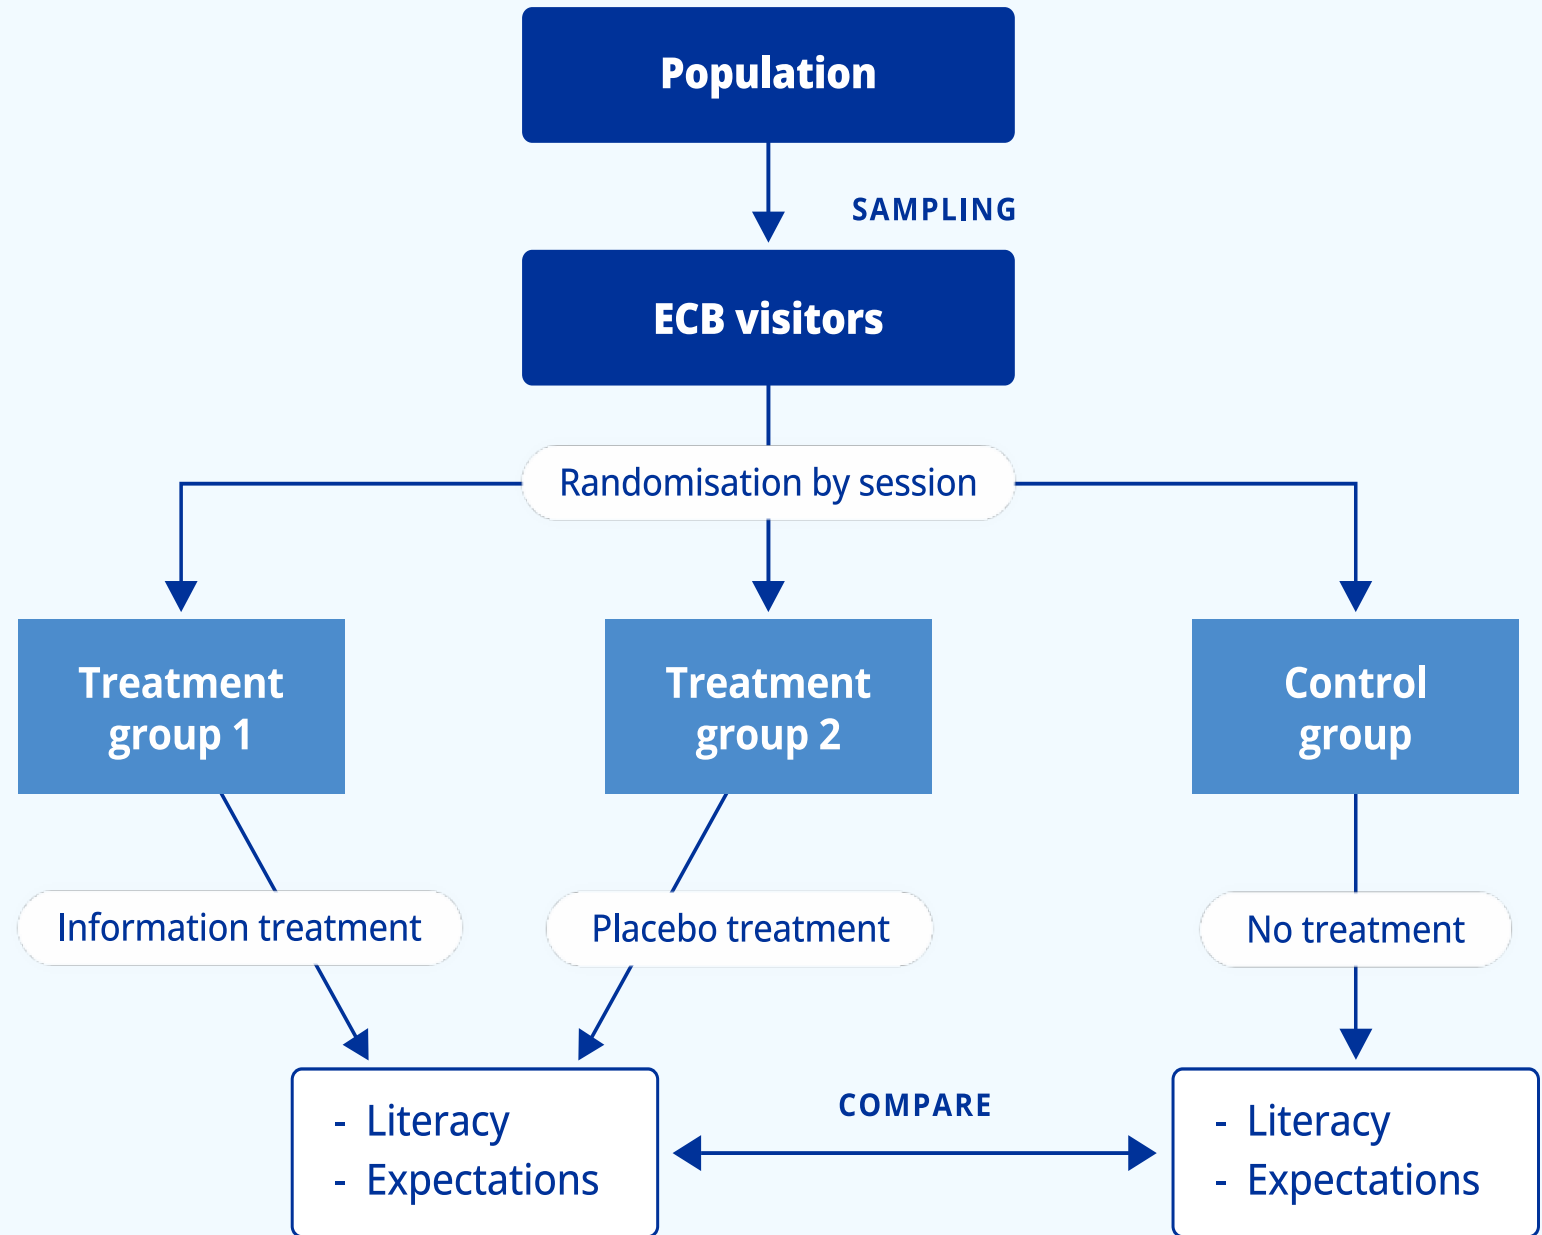 Population
SAMPLING
ECB visitors
Randomisation by session
Treatment
group 1
Treatment
group 2
Control
group
Information treatment
Placebo treatment
No treatment
- Literacy
- Expectations
COMPARE
- Literacy
- Expectations